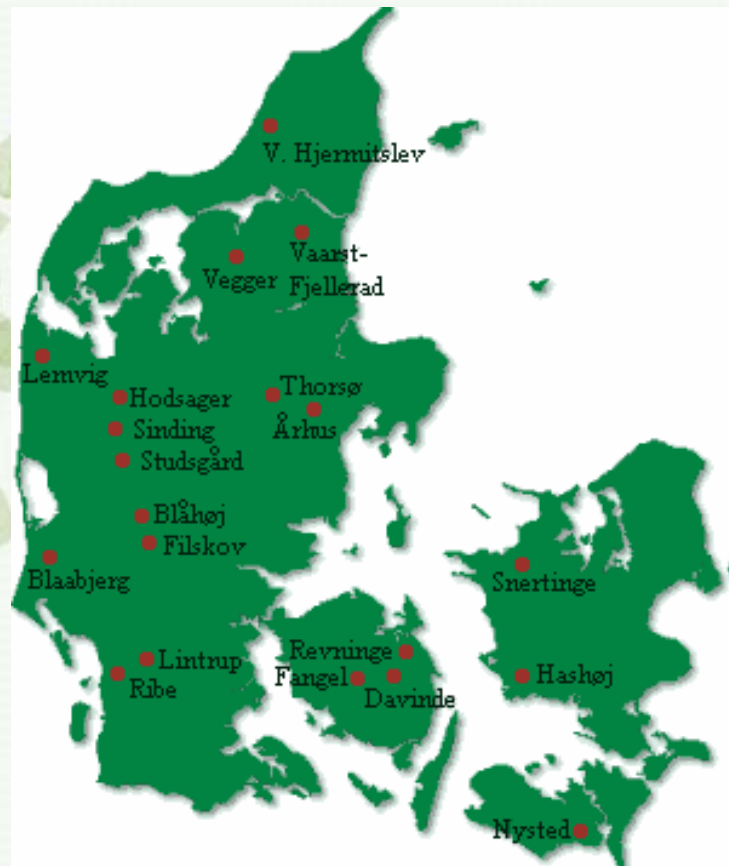 V. Hjermitslev
Vaarst-
Fjellerad
Vegger
Lemvig
Hodsager
Thorsø
Århus
Sinding
Studsgård
Blåhøj
Filskov
Blaabjerg
Snertinge
Lintrup
Ribe
Revninge
Fangel
Davinde
Hashøj
Nysted